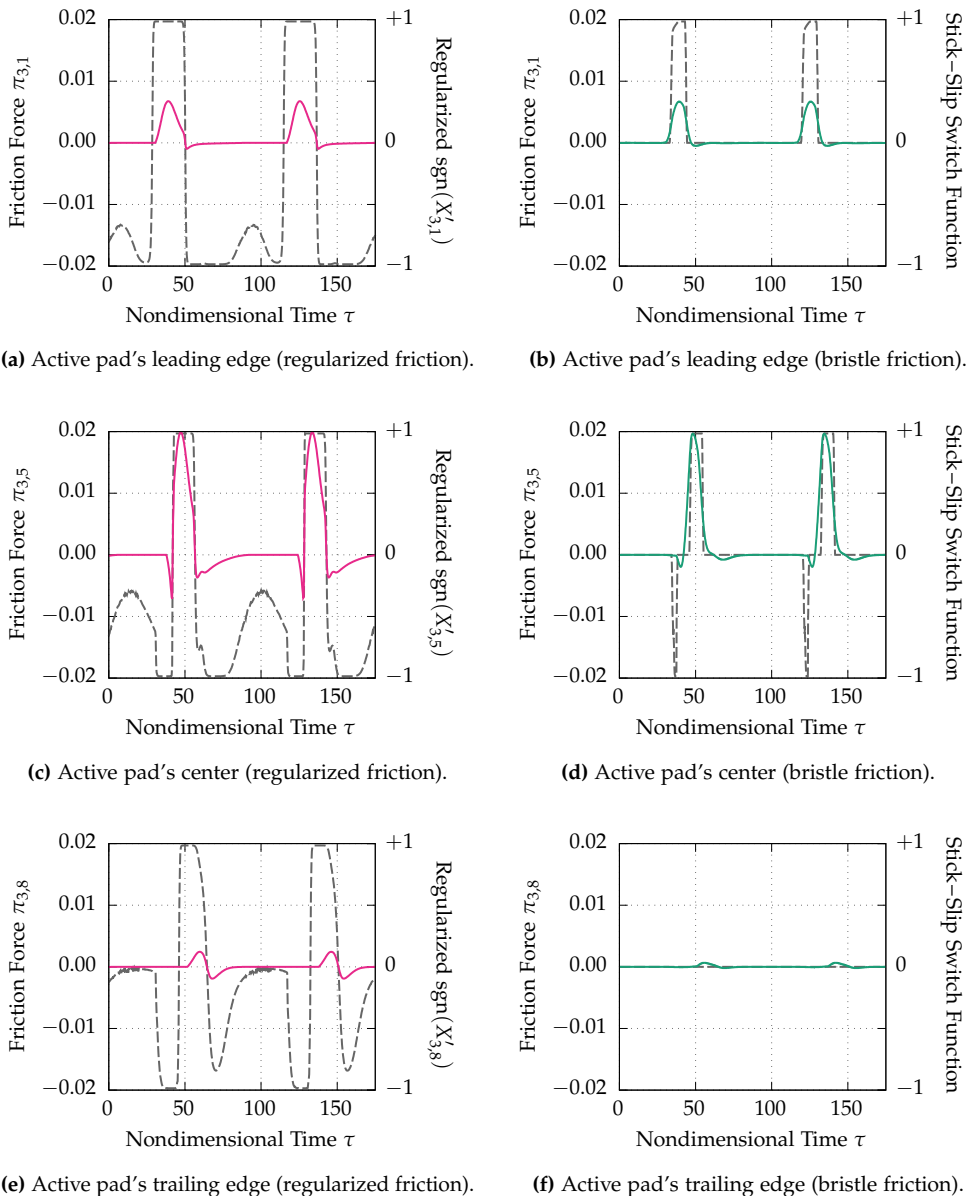 0.02
0.01
0.00
−0.01
−0.02
Friction Force π3,1
+1
0
−1
Regularized sgn(X′3,1)
0 50 100 150
Nondimensional Time τ
(a) Active pad's leading edge (regularized friction).
0.02
0.01
0.00
−0.01
−0.02
Friction Force π3,1
+1
0
−1
Stick−Slip Switch Function
0 50 100 150
Nondimensional Time τ
(b) Active pad's leading edge (bristle friction).
0.02
0.01
0.00
−0.01
−0.02
Friction Force π3,5
+1
0
−1
Regularized sgn(X′3,5)
0 50 100 150
Nondimensional Time τ
(c) Active pad's center (regularized friction).
0.02
0.01
0.00
−0.01
−0.02
Friction Force π3,5
+1
0
−1
Stick−Slip Switch Function
0 50 100 150
Nondimensional Time τ
(d) Active pad's center (bristle friction).
0.02
0.01
0.00
−0.01
−0.02
Friction Force π3,8
+1
0
−1
Regularized sgn(X′3,8)
0 50 100 150
Nondimensional Time τ
(e) Active pad's trailing edge (regularized friction).
0.02
0.01
0.00
−0.01
−0.02
Friction Force π3,8
+1
0
−1
Stick−Slip Switch Function
0 50 100 150
Nondimensional Time τ
(f) Active pad's trailing edge (bristle friction).